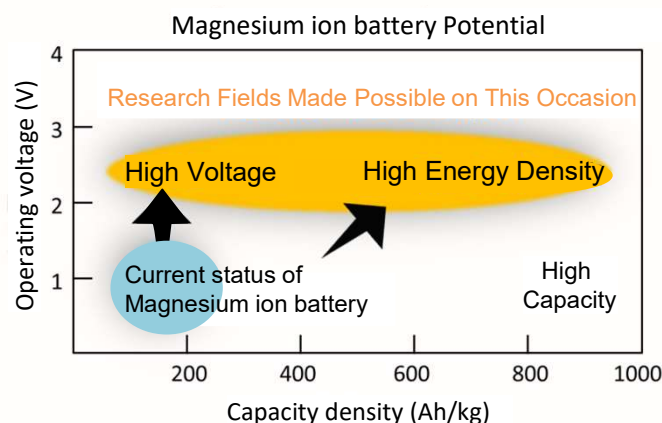 Magnesium ion battery Potential
Operating voltage (V)
4
3
2
1
Research Fields Made Possible on This Occasion
High Voltage
High Energy Density
Current status of
Magnesium ion battery
High
Capacity
200
400
600
800
1000
Capacity density (Ah/kg)